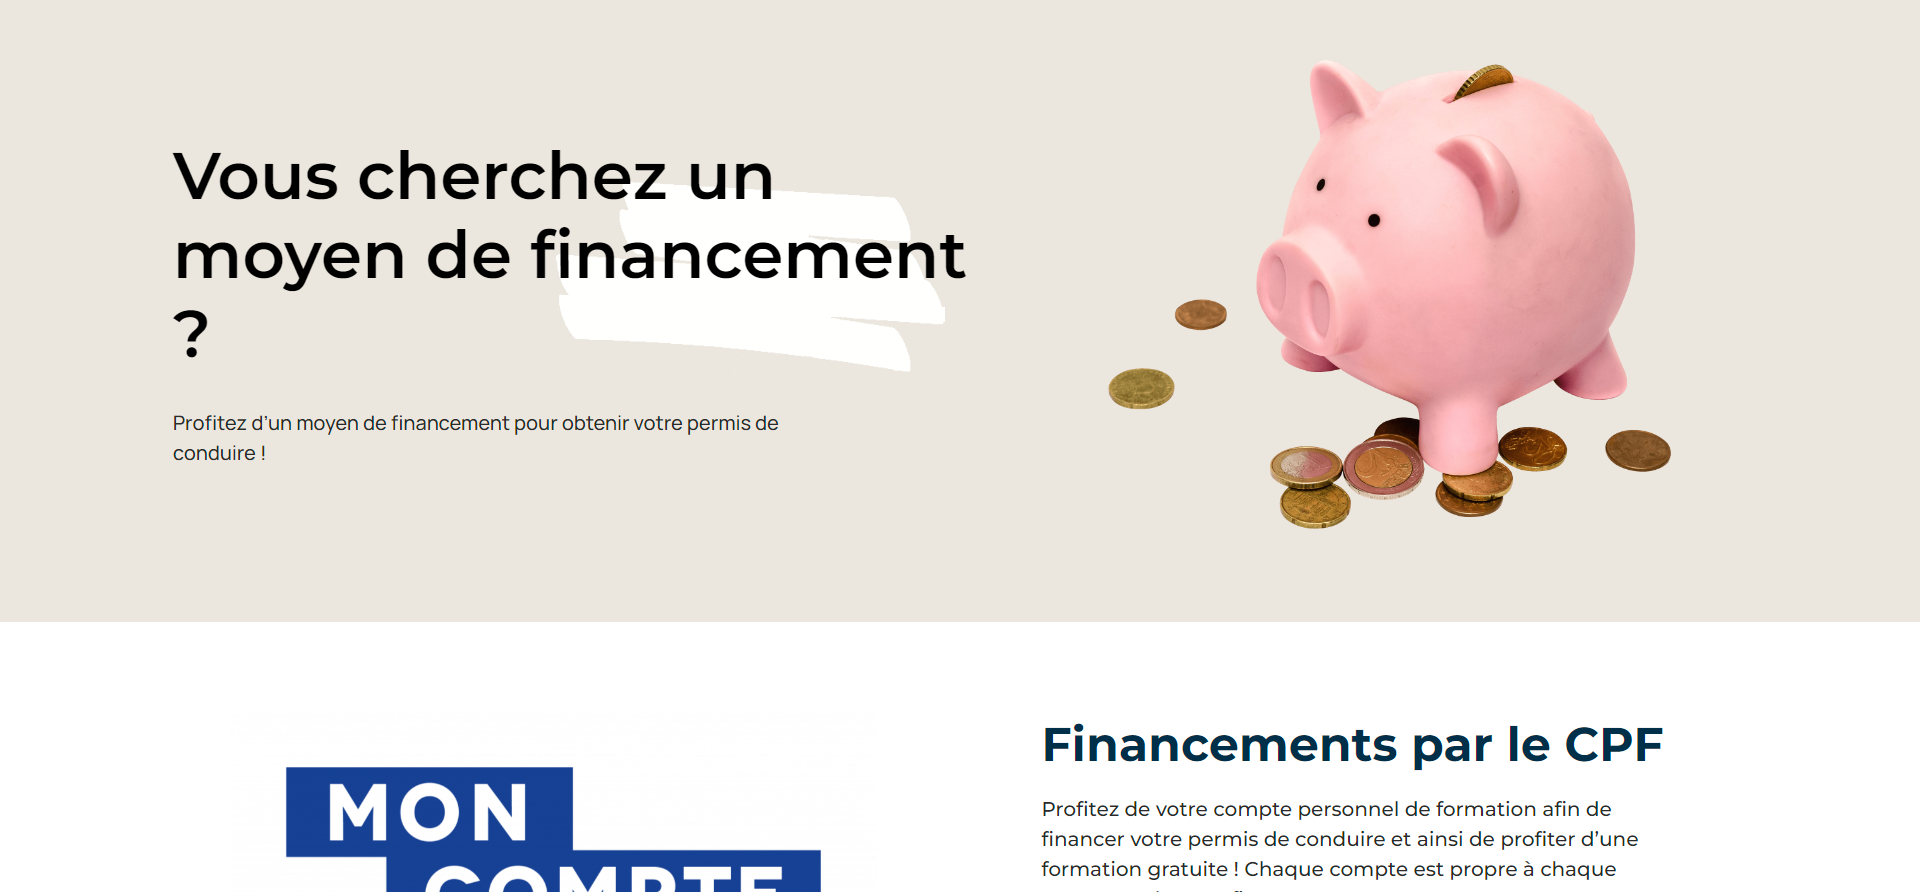 Vous cherchez un
moyen de financement
?
Profitez d’un moyen de financement pour obtenir votre permis de
conduire !
MON
COMPTE
Financements par le CPF
Profitez de votre compte personnel de formation afin de
financer votre permis de conduire et ainsi de profiter d’une
formation gratuite ! Chaque compte est propre à chaque